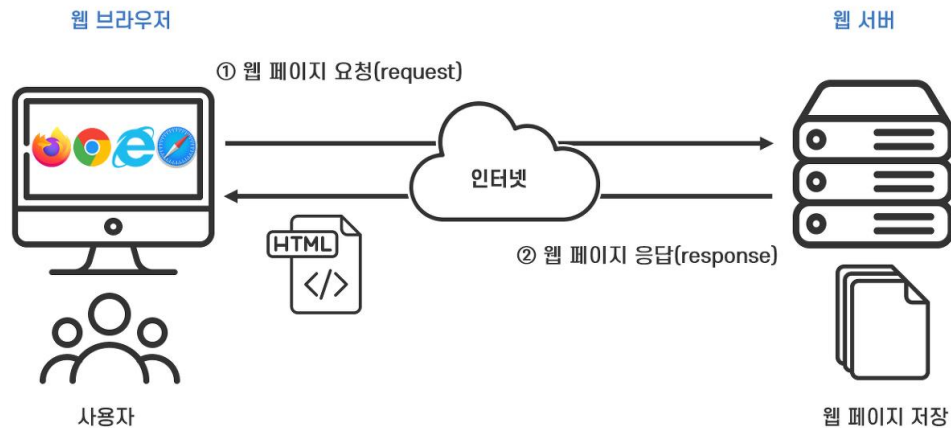 웹 브라우저
웹 서버
① 웹 페이지 요청(request)
인터넷
HTML
</>
② 웹 페이지 응답(response)
사용자
웹 페이지 저장